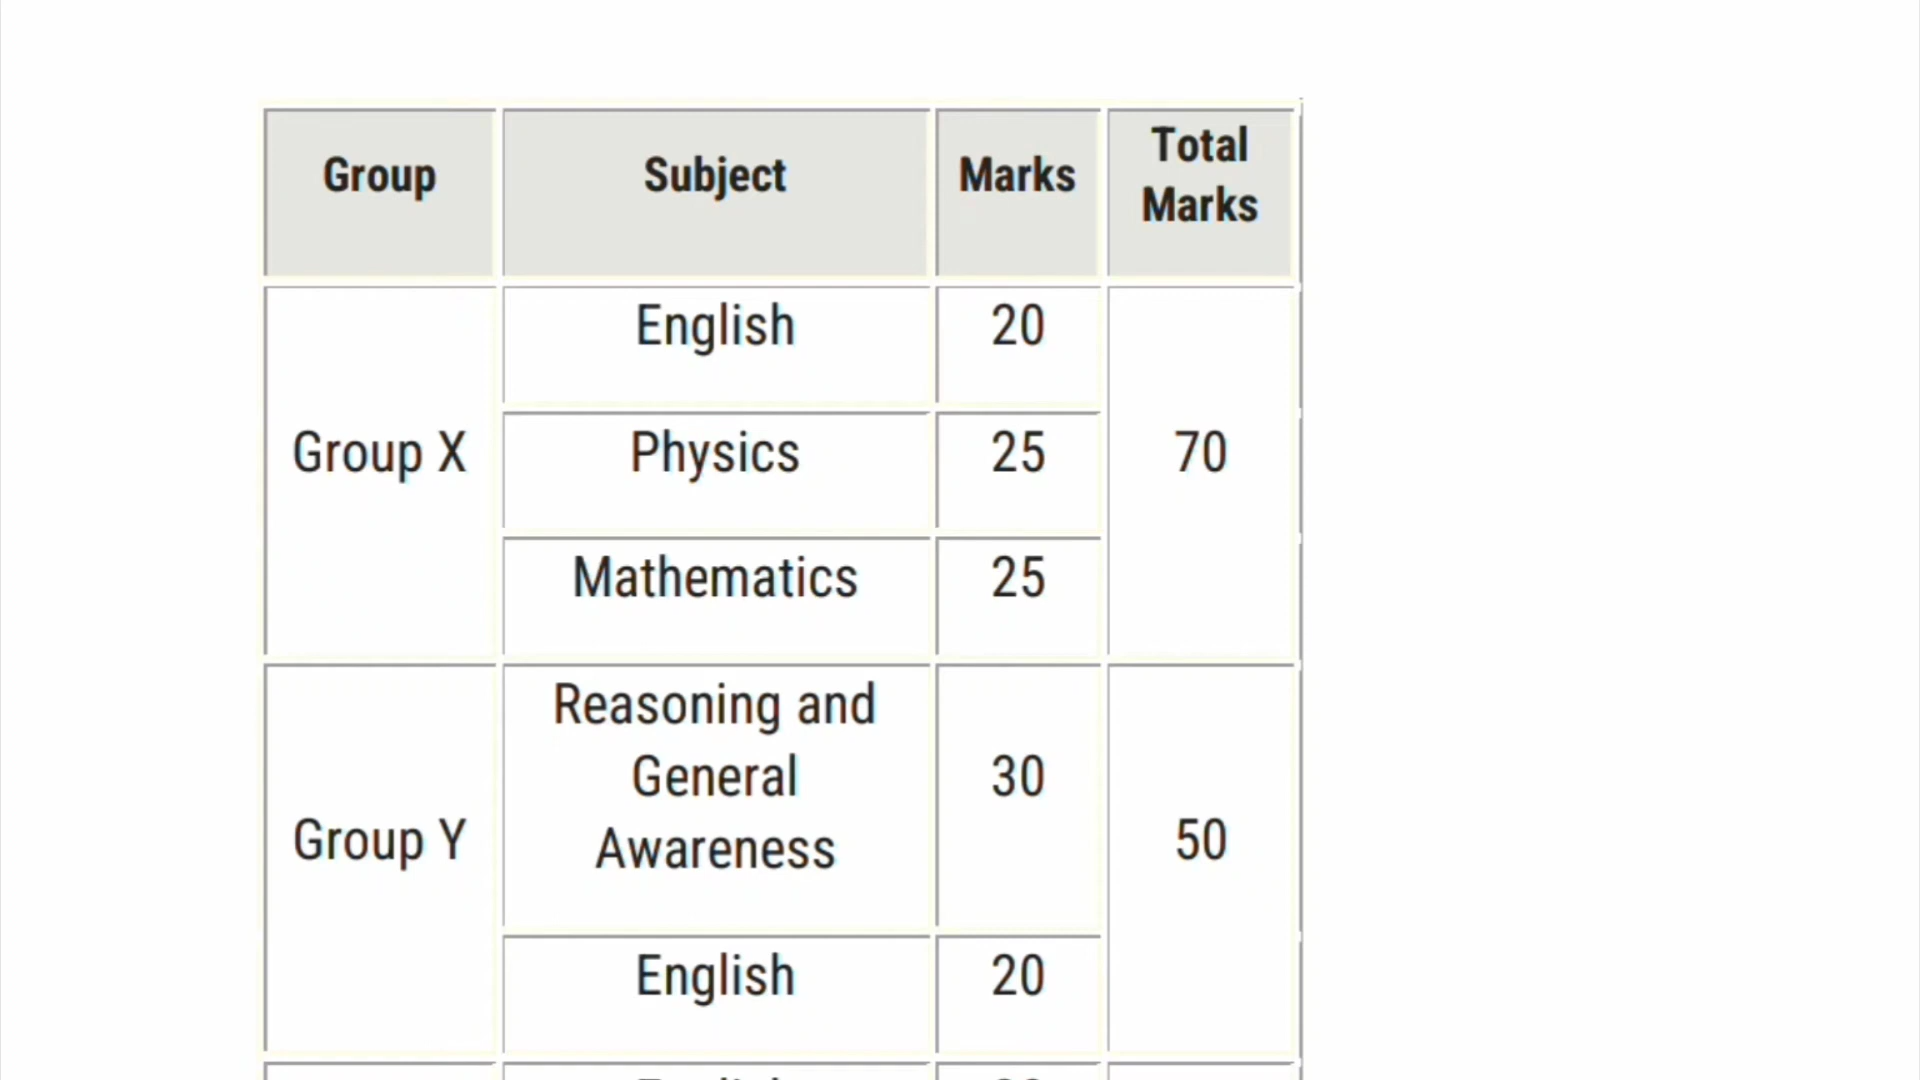 Group Subject Marks Total Marks
English 20
Group X Physics 25 70
Mathematics 25
Reasoning and
General 30
Awareness
Group Y 50
English 20